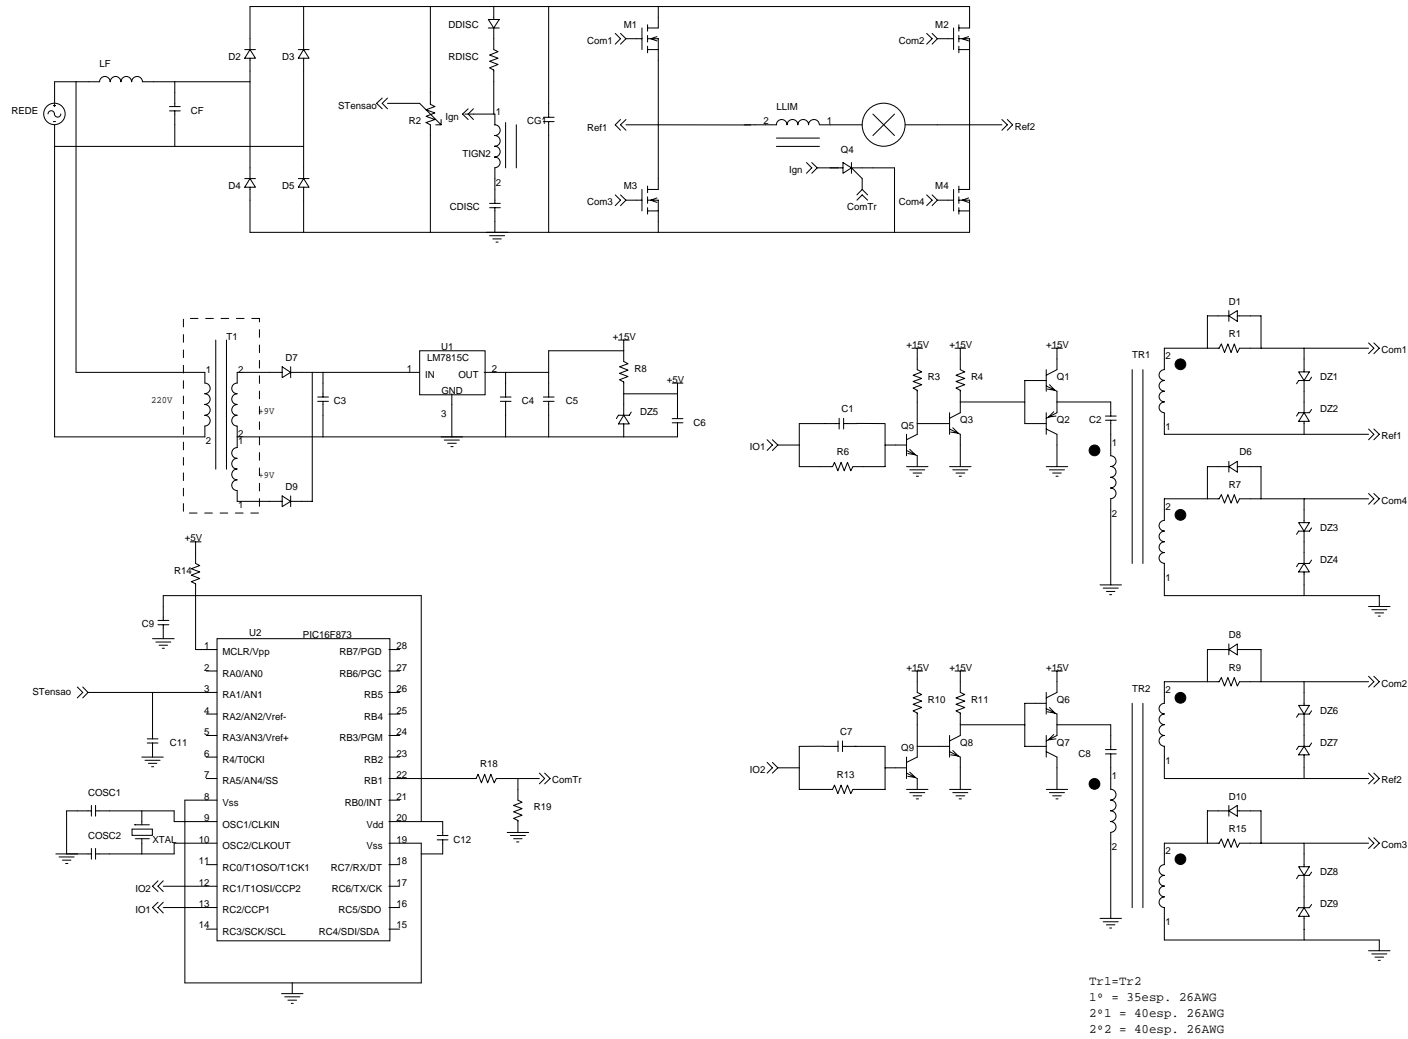 DDISC
M1
M2
Com1
Com2
D2
D3
RDISC
LF
REDE
CF
STensao
R2
Ign
1
TIGN2
2
CG1
LLIM
Ref1
2
1
Ref2
Q4
Ign
ComTr
D4
D5
CDISC
M3
M4
Com3
Com4
T1
D7
U1
LM7815C
1
IN
OUT
2
GND
3
+15V
R8
+5V
220V
1
2
2
+9V
2
1
+9V
1
C3
C4
C5
DZ5
C6
D9
+15V
+15V
+15V
R3
R4
Q1
C1
Q5
Q3
Q2
IO1
R6
C2
1
2
TR1
D1
R1
2
Com1
DZ1
DZ2
1
Ref1
D6
R7
2
Com4
DZ3
DZ4
1
+5V
R14
C9
U2
PIC16F873
1
MCLR/Vpp
RB7/PGD
28
2
RA0/AN0
RB6/PGC
27
STensao
3
RA1/AN1
RB5
26
4
RA2/AN2/Vref-
RB4
25
C11
5
RA3/AN3/Vref+
RB3/PGM
24
6
R4/T0CKI
RB2
23
7
RA5/AN4/SS
RB1
22
R18
ComTr
8
Vss
RB0/INT
21
R19
COSC1
9
OSC1/CLKIN
Vdd
20
COSC2
XTAL
10
OSC2/CLKOUT
Vss
19
C12
11
RC0/T1OSO/T1CK1
RC7/RX/DT
18
IO2
12
RC1/T1OSI/CCP2
RC6/TX/CK
17
IO1
13
RC2/CCP1
RC5/SDO
16
14
RC3/SCK/SCL
RC4/SDI/SDA
15
+15V
+15V
+15V
R10
R11
Q6
C7
Q9
Q8
Q7
IO2
R13
C8
1
2
TR2
D8
R9
2
Com2
DZ6
DZ7
1
Ref2
D10
R15
2
Com3
DZ8
DZ9
1
Tr1=Tr2
1º = 35esp. 26AWG
2º1 = 40esp. 26AWG
2º2 = 40esp. 26AWG